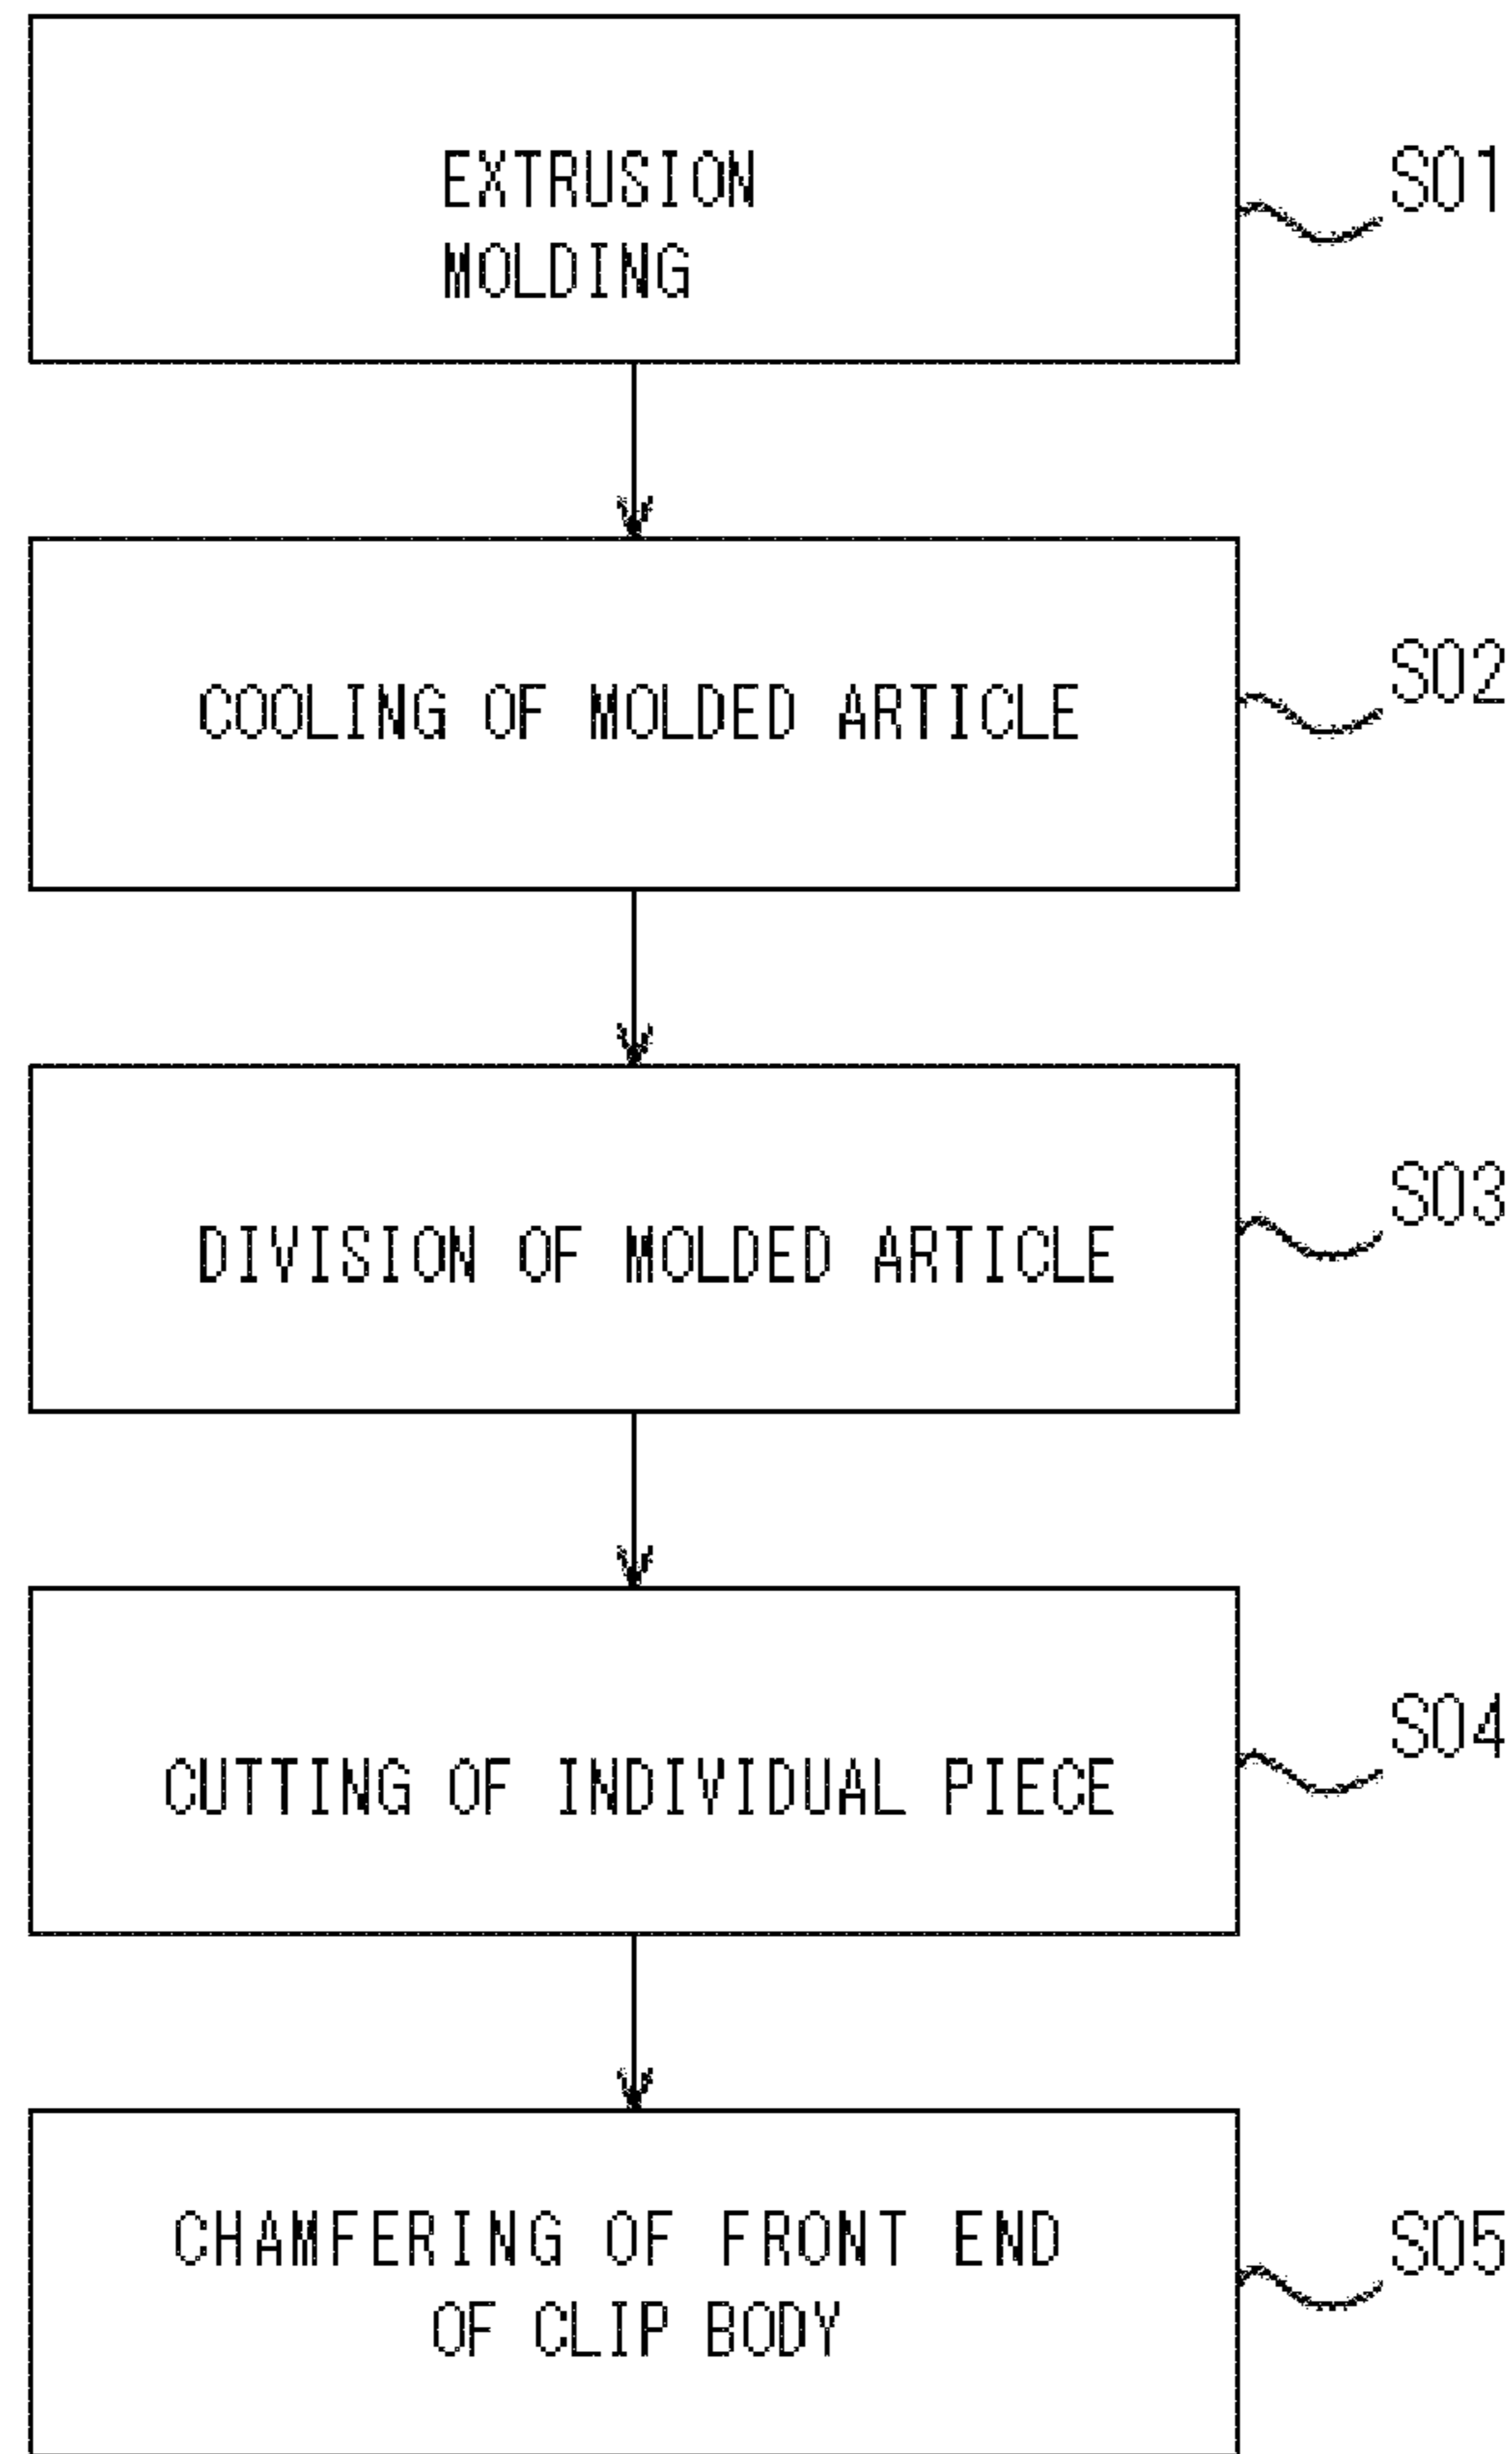 EXTRUSION
MOLDING
S01
COOLING OF MOLDED ARTICLE
S02
DIVISION OF MOLDED ARTICLE
S03
CUTTING OF INDIVIDUAL PIECE
S04
CHAMFERING OF FRONT END
OF CLIP BODY
S05